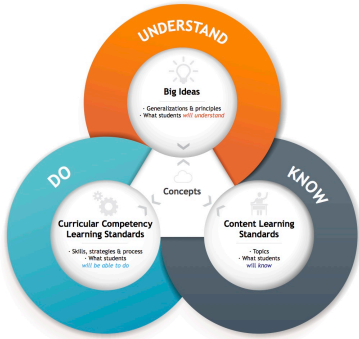 UNDERSTAND
Big Ideas
- Generalizations & principles
- What students will understand
DO
KNOW
Concepts
Curricular Competency
Learning Standards
- Skills, strategies & process
- What students
will be able to do
Content Learning
Standards
- Topics
- What students
will know